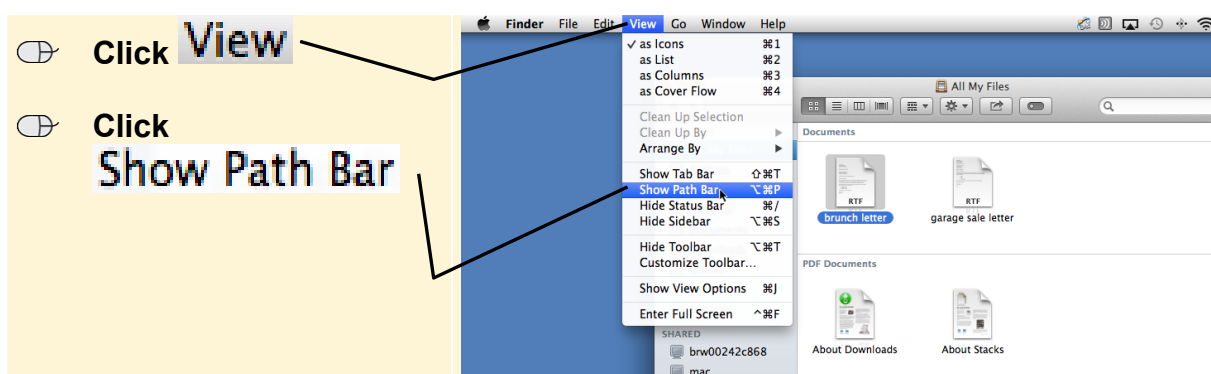 Click View
Click
Show Path Bar
Finder File Edit View Go Window Help
✓ as Icons ⌘1
as List ⌘2
as Columns ⌘3
as Cover Flow ⌘4
Clean Up Selection
Clean Up By ▶
Arrange By ▶
Show Tab Bar ⇧⌘T
Show Path Bar ⌥⌘P
Hide Status Bar ⌘/
Hide Sidebar ⌥⌘S
Hide Toolbar ⌥⌘T
Customize Toolbar...
Show View Options ⌘J
Enter Full Screen ^⌘F
SHARED
brw00242c868
mac
All My Files
Documents
RTF RTF
brunch letter garage sale letter
PDF Documents
About Downloads About Stacks